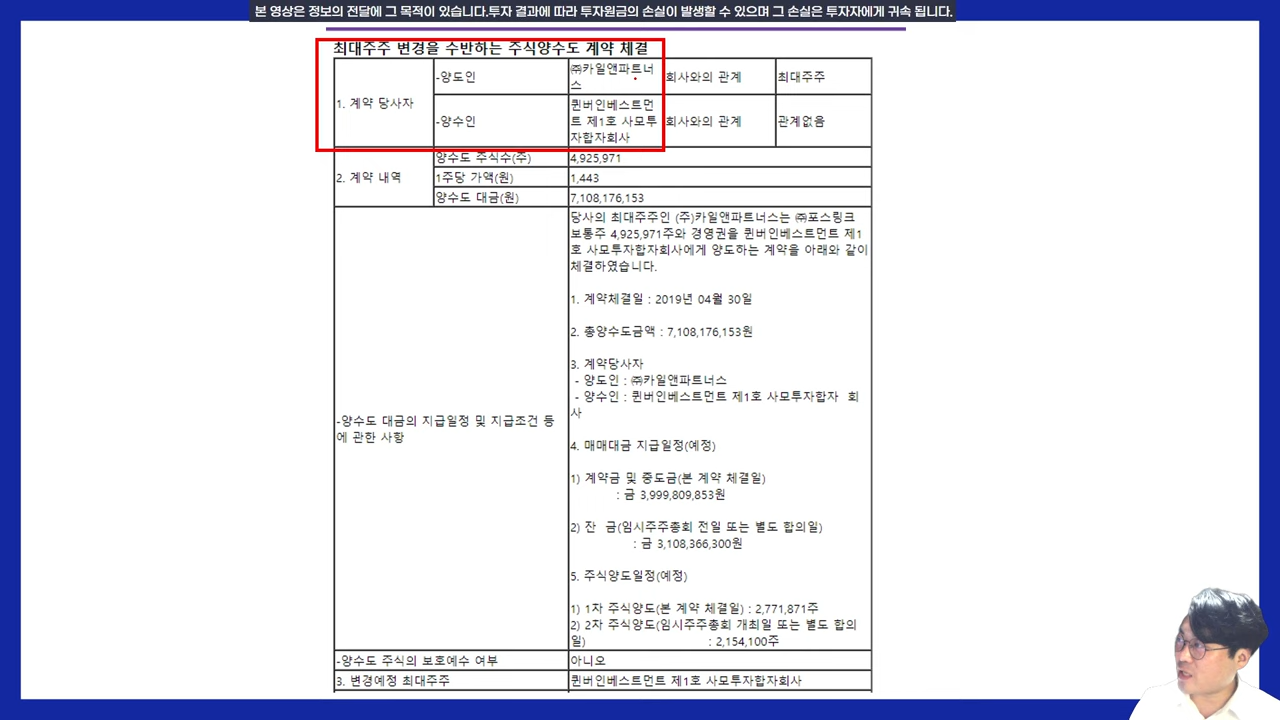 본 영상은 정보의 전달에 그 목적이 있습니다.투자 결과에 따라 투자원금의 손실이 발생할 수 있으며 그 손실은 투자자에게 귀속 됩니다.
최대주주 변경을 수반하는 주식양수도 계약 체결
1. 계약 당사자
-양도인
㈜카일앤파트너
스
회사와의 관계
최대주주
-양수인
퀸버인베스트먼
트 제1호 사모투
자합자회사
회사와의 관계
관계없음
2. 계약 내역
양수도 주식수(주)
4,925,971
1주당 가액(원)
1,443
양수도 대금(원)
7,108,176,153
-양수도 대금의 지급일정 및 지급조건 등
에 관한 사항
당사의 최대주주인 (주)카일앤파트너스는 ㈜포스링크
보통주 4,925,971주와 경영권을 퀸버인베스트먼트 제1
호 사모투자합자회사에게 양도하는 계약을 아래와 같이
체결하였습니다.
1. 계약체결일 : 2019년 04월 30일
2. 총양수도금액 : 7,108,176,153원
3. 계약당사자
- 양도인 : ㈜카일앤파트너스
- 양수인 : 퀸버인베스트먼트 제1호 사모투자합자 회
사
4. 매매대금 지급일정(예정)
1) 계약금 및 중도금(본 계약 체결일)
: 금 3,999,809,853원
2) 잔 금(임시주주총회 전일 또는 별도 합의일)
: 금 3,108,366,300원
5. 주식양도일정(예정)
1) 1차 주식양도(본 계약 체결일) : 2,771,871주
2) 2차 주식양도(임시주주총회 개최일 또는 별도 합의
일) : 2,154,100주
-양수도 주식의 보호예수 여부
아니오
3. 변경예정 최대주주
퀸버인베스트먼트 제1호 사모투자합자회사